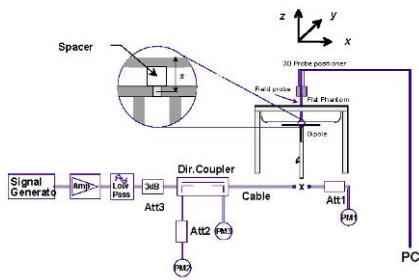 z
y
x
Spacer
s
3D Probe positioner
Field probe
Flat Phantom
Dipole
Dir.Coupler
Signal
Generato
Amp
Low
Pass
3dB
Cable
x
Att1
Att3
Att2
PM3
PM1
PM2
PC